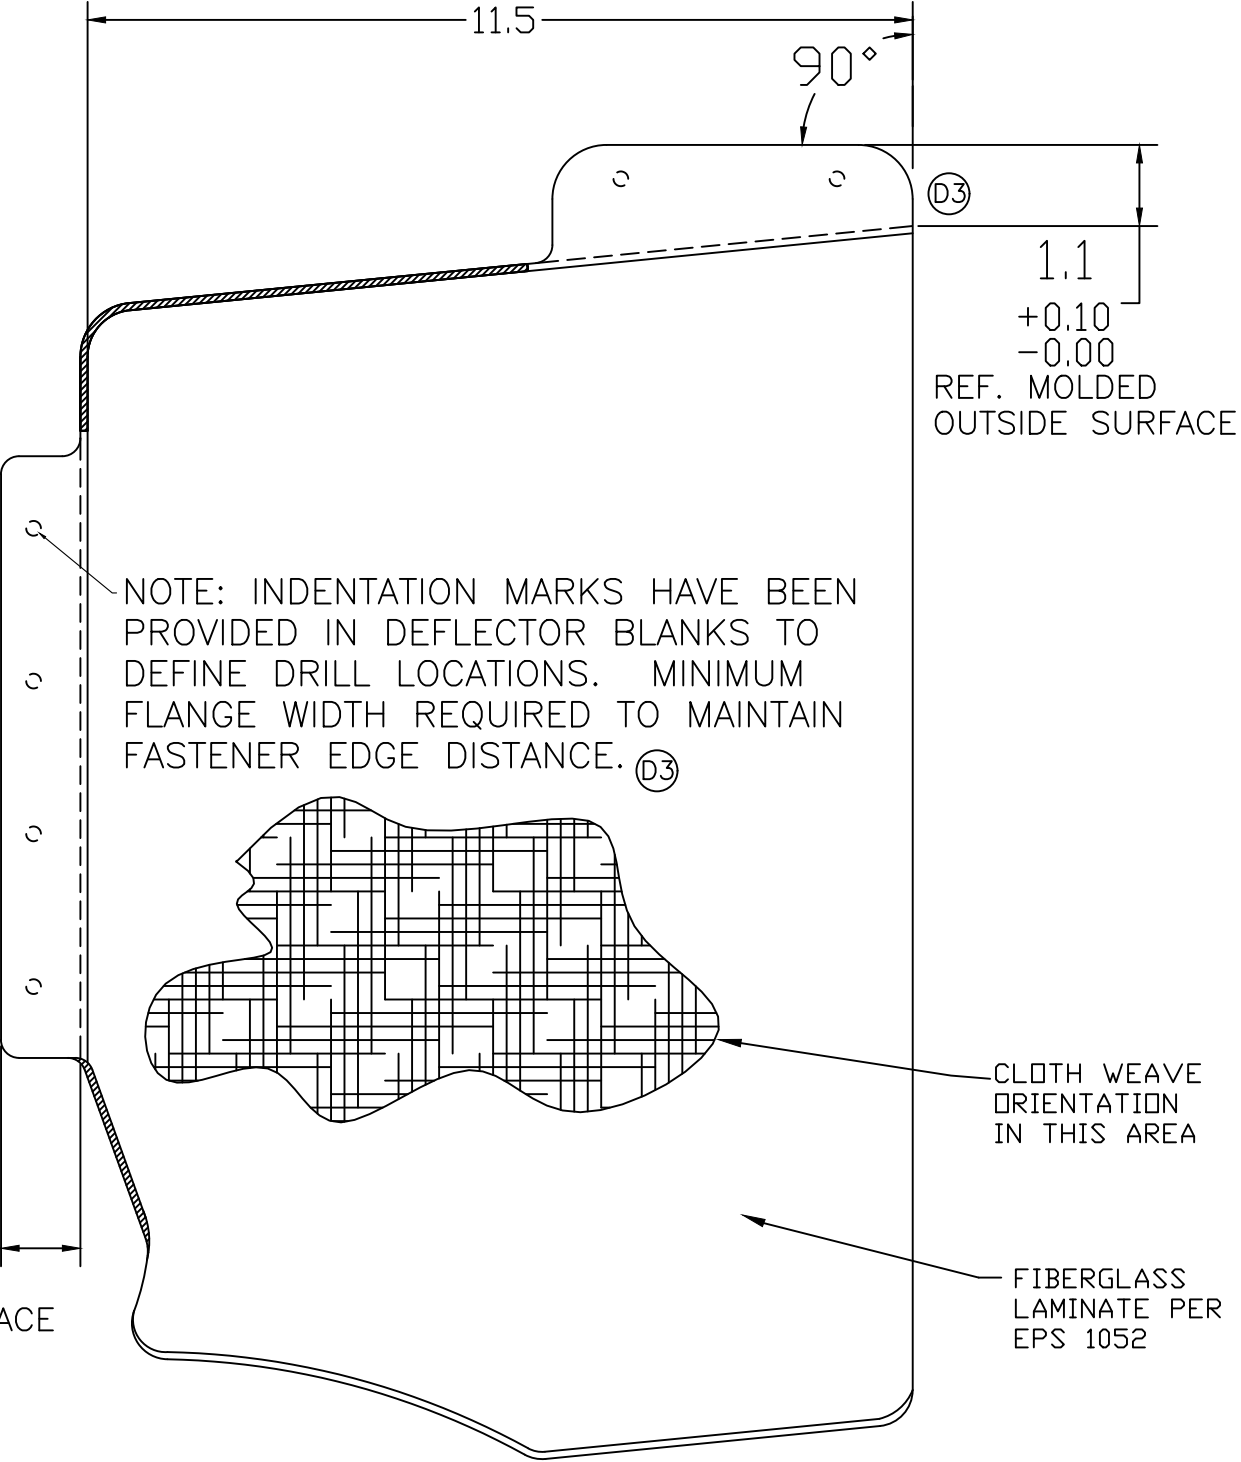 11.5
90°
D3
1.1
+0.10
-0.00
REF. MOLDED
OUTSIDE SURFACE
NOTE: INDENTATION MARKS HAVE BEEN
PROVIDED IN DEFLECTOR BLANKS TO
DEFINE DRILL LOCATIONS. MINIMUM
FLANGE WIDTH REQUIRED TO MAINTAIN
FASTENER EDGE DISTANCE. D3
CLOTH WEAVE
ORIENTATION
IN THIS AREA
FIBERGLASS
LAMINATE PER
EPS 1052
ACE